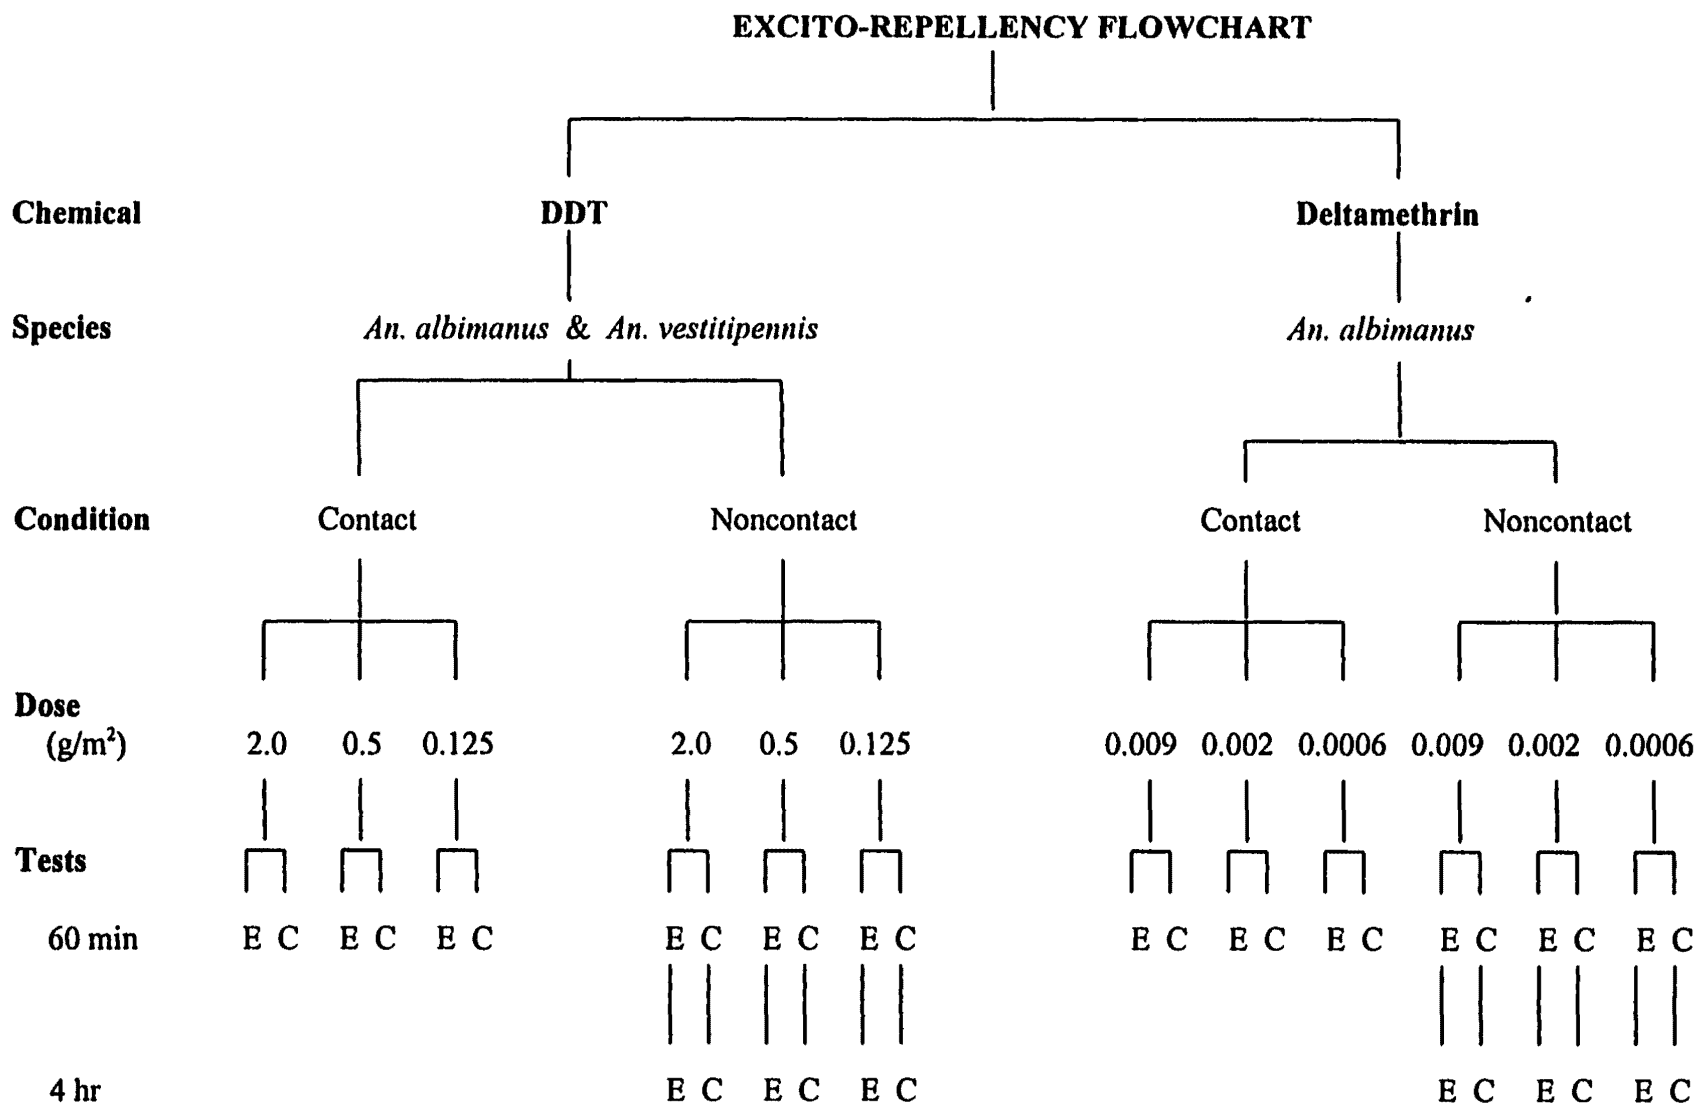 EXCITO-REPELLENCY FLOWCHART
Chemical DDT Deltamethrin
Species An. albimanus & An. vestitipennis An. albimanus
Condition Contact Noncontact Contact Noncontact
Dose
(g/m²) 2.0 0.5 0.125 2.0 0.5 0.125 0.009 0.002 0.0006 0.009 0.002 0.0006
Tests
60 min E C E C E C E C E C E C E C E C E C E C E C E C
4 hr E C E C E C E C E C E C